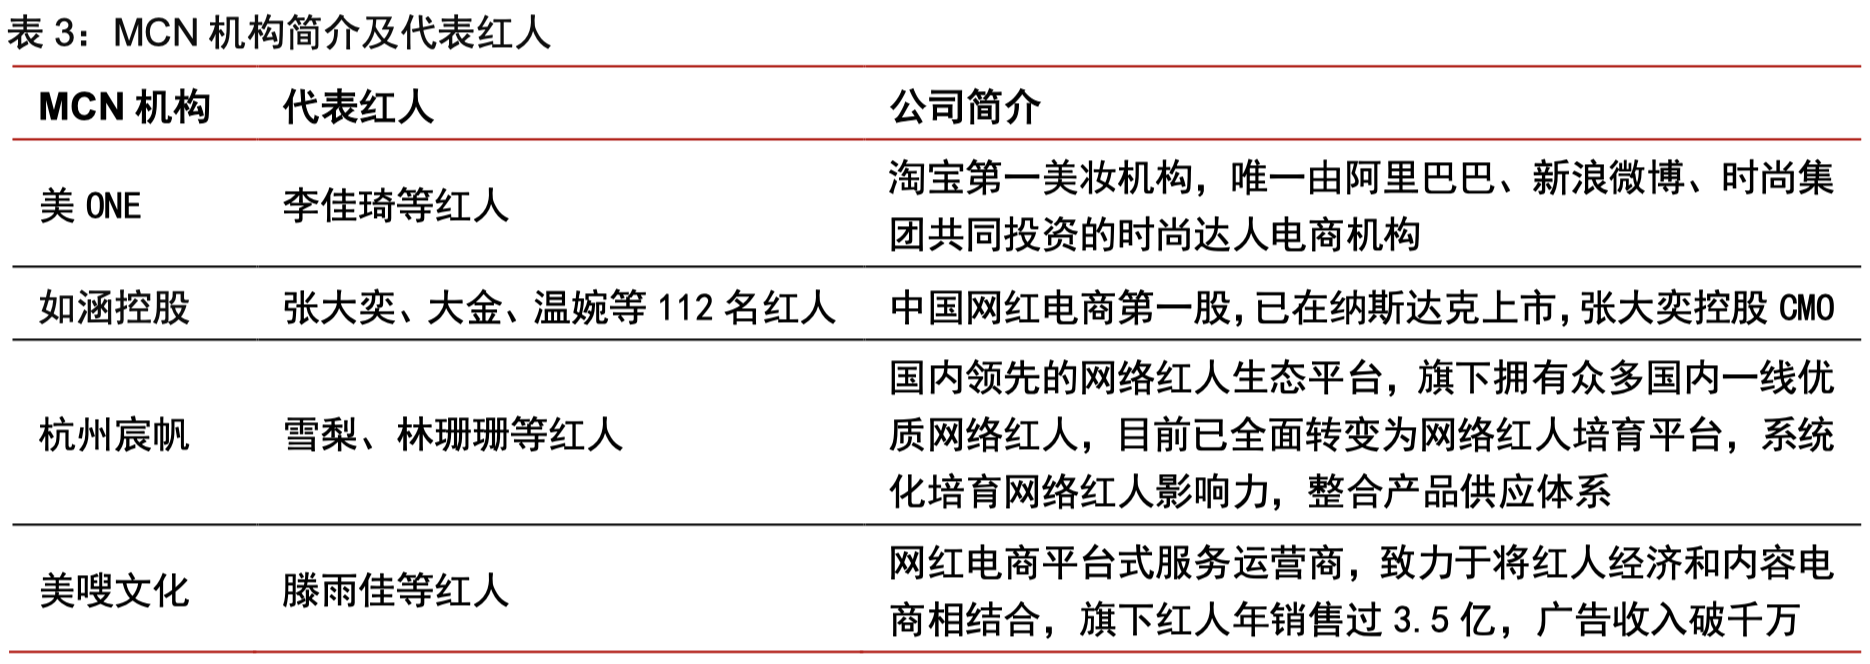 表 3：MCN 机构简介及代表红人
MCN 机构 代表红人 公司简介
美 ONE 李佳琦等红人 淘宝第一美妆机构，唯一由阿里巴巴、新浪微博、时尚集
团共同投资的时尚达人电商机构
如涵控股 张大奕、大金、温婉等 112 名红人 中国网红电商第一股，已在纳斯达克上市，张大奕控股 CMO
国内领先的网络红人生态平台，旗下拥有众多国内一线优
杭州宸帆 雪梨、林珊珊等红人 质网络红人，目前已全面转变为网络红人培育平台，系统
化培育网络红人影响力，整合产品供应体系
美嗖文化 滕雨佳等红人 网红电商平台式服务运营商，致力于将红人经济和内容电
商相结合，旗下红人年销售过 3.5 亿，广告收入破千万